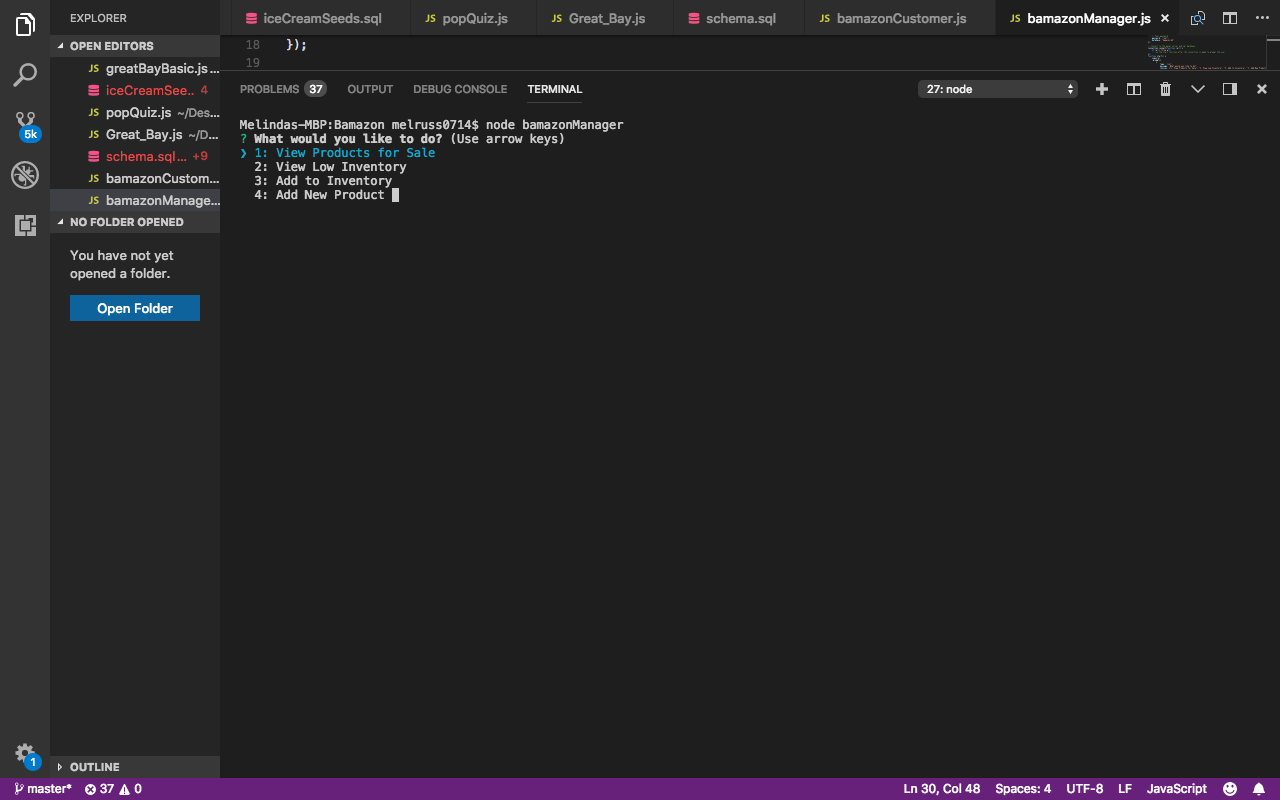 EXPLORER
OPEN EDITORS
JS greatBayBasic.js ...
iceCreamSee.. 4
JS popQuiz.js ~/Des...
JS Great_Bay.js ~/D...
schema.sql... +9
JS bamazonCustom...
JS bamazonManage...
NO FOLDER OPENED
You have not yet
opened a folder.
Open Folder
OUTLINE
5k
1
iceCreamSeeds.sql JS popQuiz.js JS Great_Bay.js schema.sql JS bamazonCustomer.js JS bamazonManager.js
18 });
19
PROBLEMS 37 OUTPUT DEBUG CONSOLE TERMINAL 27: node
Melindas-MBP:Bamazon melruss0714$ node bamazonManager
? What would you like to do? (Use arrow keys)
❯ 1: View Products for Sale
2: View Low Inventory
3: Add to Inventory
4: Add New Product
master* 37 0 Ln 30, Col 48 Spaces: 4 UTF-8 LF JavaScript